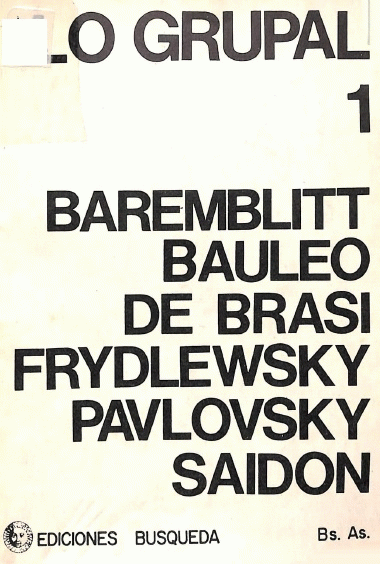 LO GRUPAL
1
BAREMBLITT
BAULEO
DE BRASI
FRYDLEWSKY
PAVLOVSKY
SAIDON
EDICIONES BUSQUEDA Bs. As.